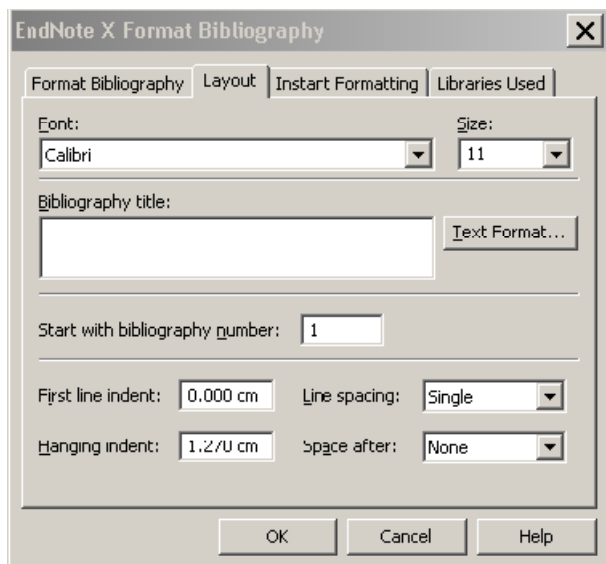 EndNote X Format Bibliography
Format Bibliography Layout Instart Formatting Libraries Used
Font: Size:
Calibri 11
Bibliography title:
Text Format...
Start with bibliography number: 1
First line indent: 0.000 cm Line spacing: Single
Hanging indent: 1.270 cm Space after: None
OK Cancel Help